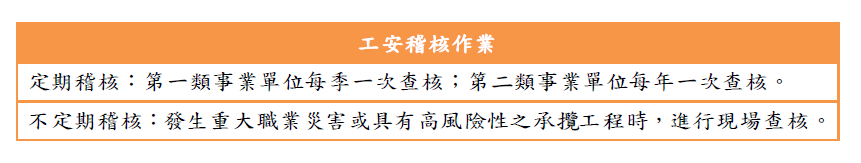 工安稽核作業
定期稽核：第一類事業單位每季一次查核；第二類事業單位每年一次查核。
不定期稽核：發生重大職業災害或具有高風險性之承攬工程時，進行現場查核。